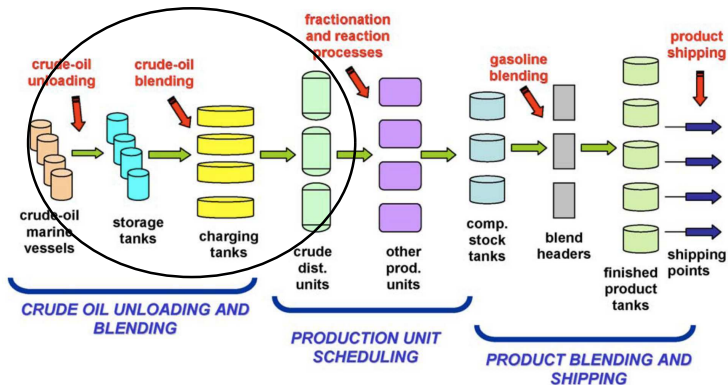 crude-oil
unloading
crude-oil
blending
fractionation
and reaction
processes
gasoline
blending
product
shipping
crude-oil
marine
vessels
storage
tanks
charging
tanks
crude
dist.
units
other
prod.
units
comp.
stock
tanks
blend
headers
finished
product
tanks
shipping
points
CRUDE OIL UNLOADING AND
BLENDING
PRODUCTION UNIT
SCHEDULING
PRODUCT BLENDING AND
SHIPPING